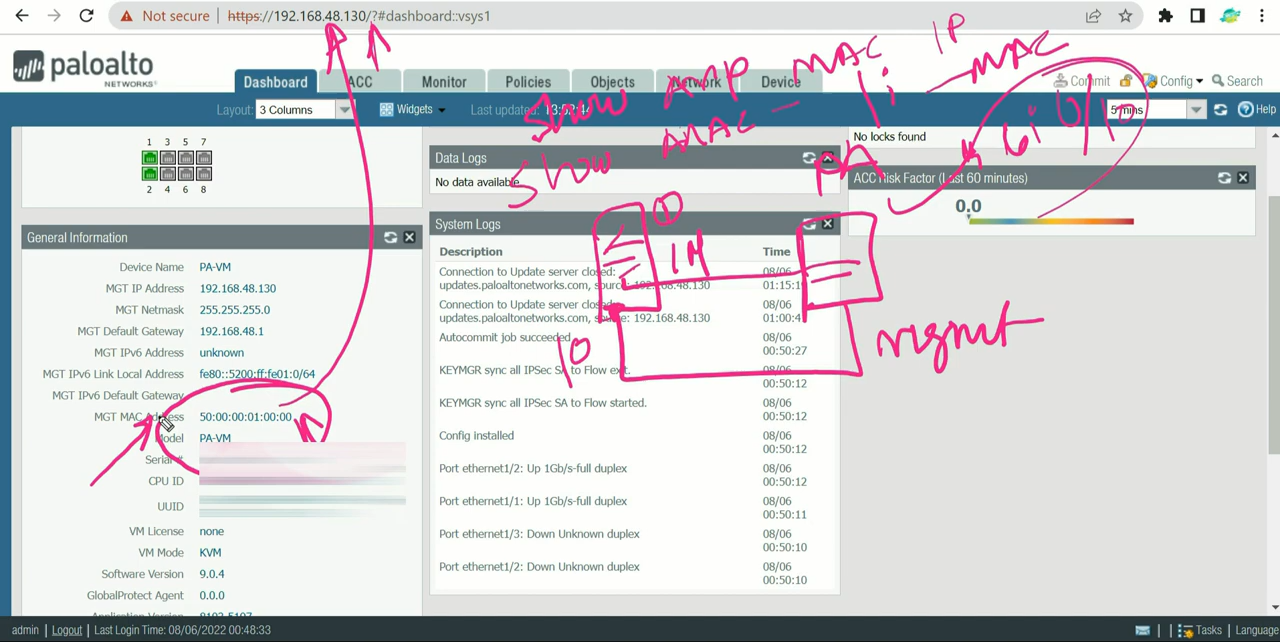 Not secure | https://192.168.48.130/?#dashboard::vsys1
paloalto
NETWORKS
Dashboard ACC Monitor Policies Objects Network Device
Commit Config Search
Layout: 3 Columns Widgets Last updated: Help
show ARP - MAC
IP - MAC
show MAC
Gi 0/10
PA
1 3 5 7
2 4 6 8
General Information
Device Name PA-VM
MGT IP Address 192.168.48.130
MGT Netmask 255.255.255.0
MGT Default Gateway 192.168.48.1
MGT IPv6 Address unknown
MGT IPv6 Link Local Address fe80::5200:ff:fe01:0/64
MGT IPv6 Default Gateway
MGT MAC Address 50:00:00:01:00:00
Model PA-VM
Serial #
CPU ID
UUID
VM License none
VM Mode KVM
Software Version 9.0.4
GlobalProtect Agent 0.0.0
Data Logs
No data available
System Logs
Description Time
Connection to Update server closed: 08/06
updates.paloaltonetworks.com, source: 192.168.48.130
Connection to Update server closed: 08/06
updates.paloaltonetworks.com, source: 192.168.48.130
Autocommit job succeeded 08/06
00:50:27
KEYMGR sync all IPSec SA to Flow exit. 08/06
00:50:12
KEYMGR sync all IPSec SA to Flow started. 08/06
00:50:12
Config installed 08/06
00:50:12
Port ethernet1/2: Up 1Gb/s-full duplex 08/06
00:50:12
Port ethernet1/1: Up 1Gb/s-full duplex 08/06
00:50:11
Port ethernet1/3: Down Unknown duplex 08/06
00:50:10
Port ethernet1/2: Down Unknown duplex 08/06
00:50:10
1
10
mgmt
No locks found
ACC Risk Factor (Last 60 minutes)
0.0
admin | Logout | Last Login Time: 08/06/2022 00:48:33
Tasks | Language